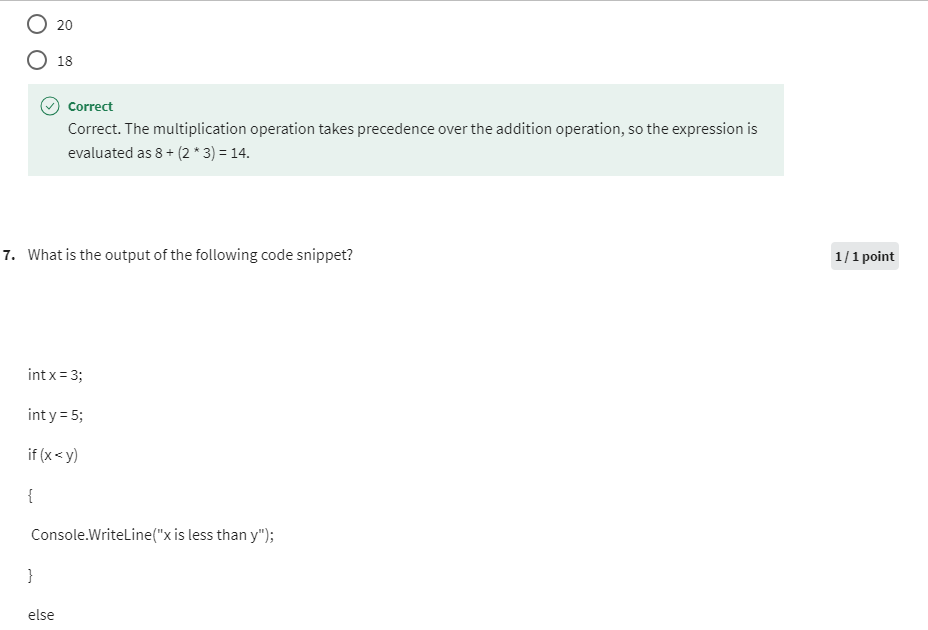 20
18
Correct
Correct. The multiplication operation takes precedence over the addition operation, so the expression is
evaluated as 8 + (2 * 3) = 14.
7. What is the output of the following code snippet?
1 / 1 point
int x = 3;
int y = 5;
if (x < y)
{
Console.WriteLine("x is less than y");
}
else